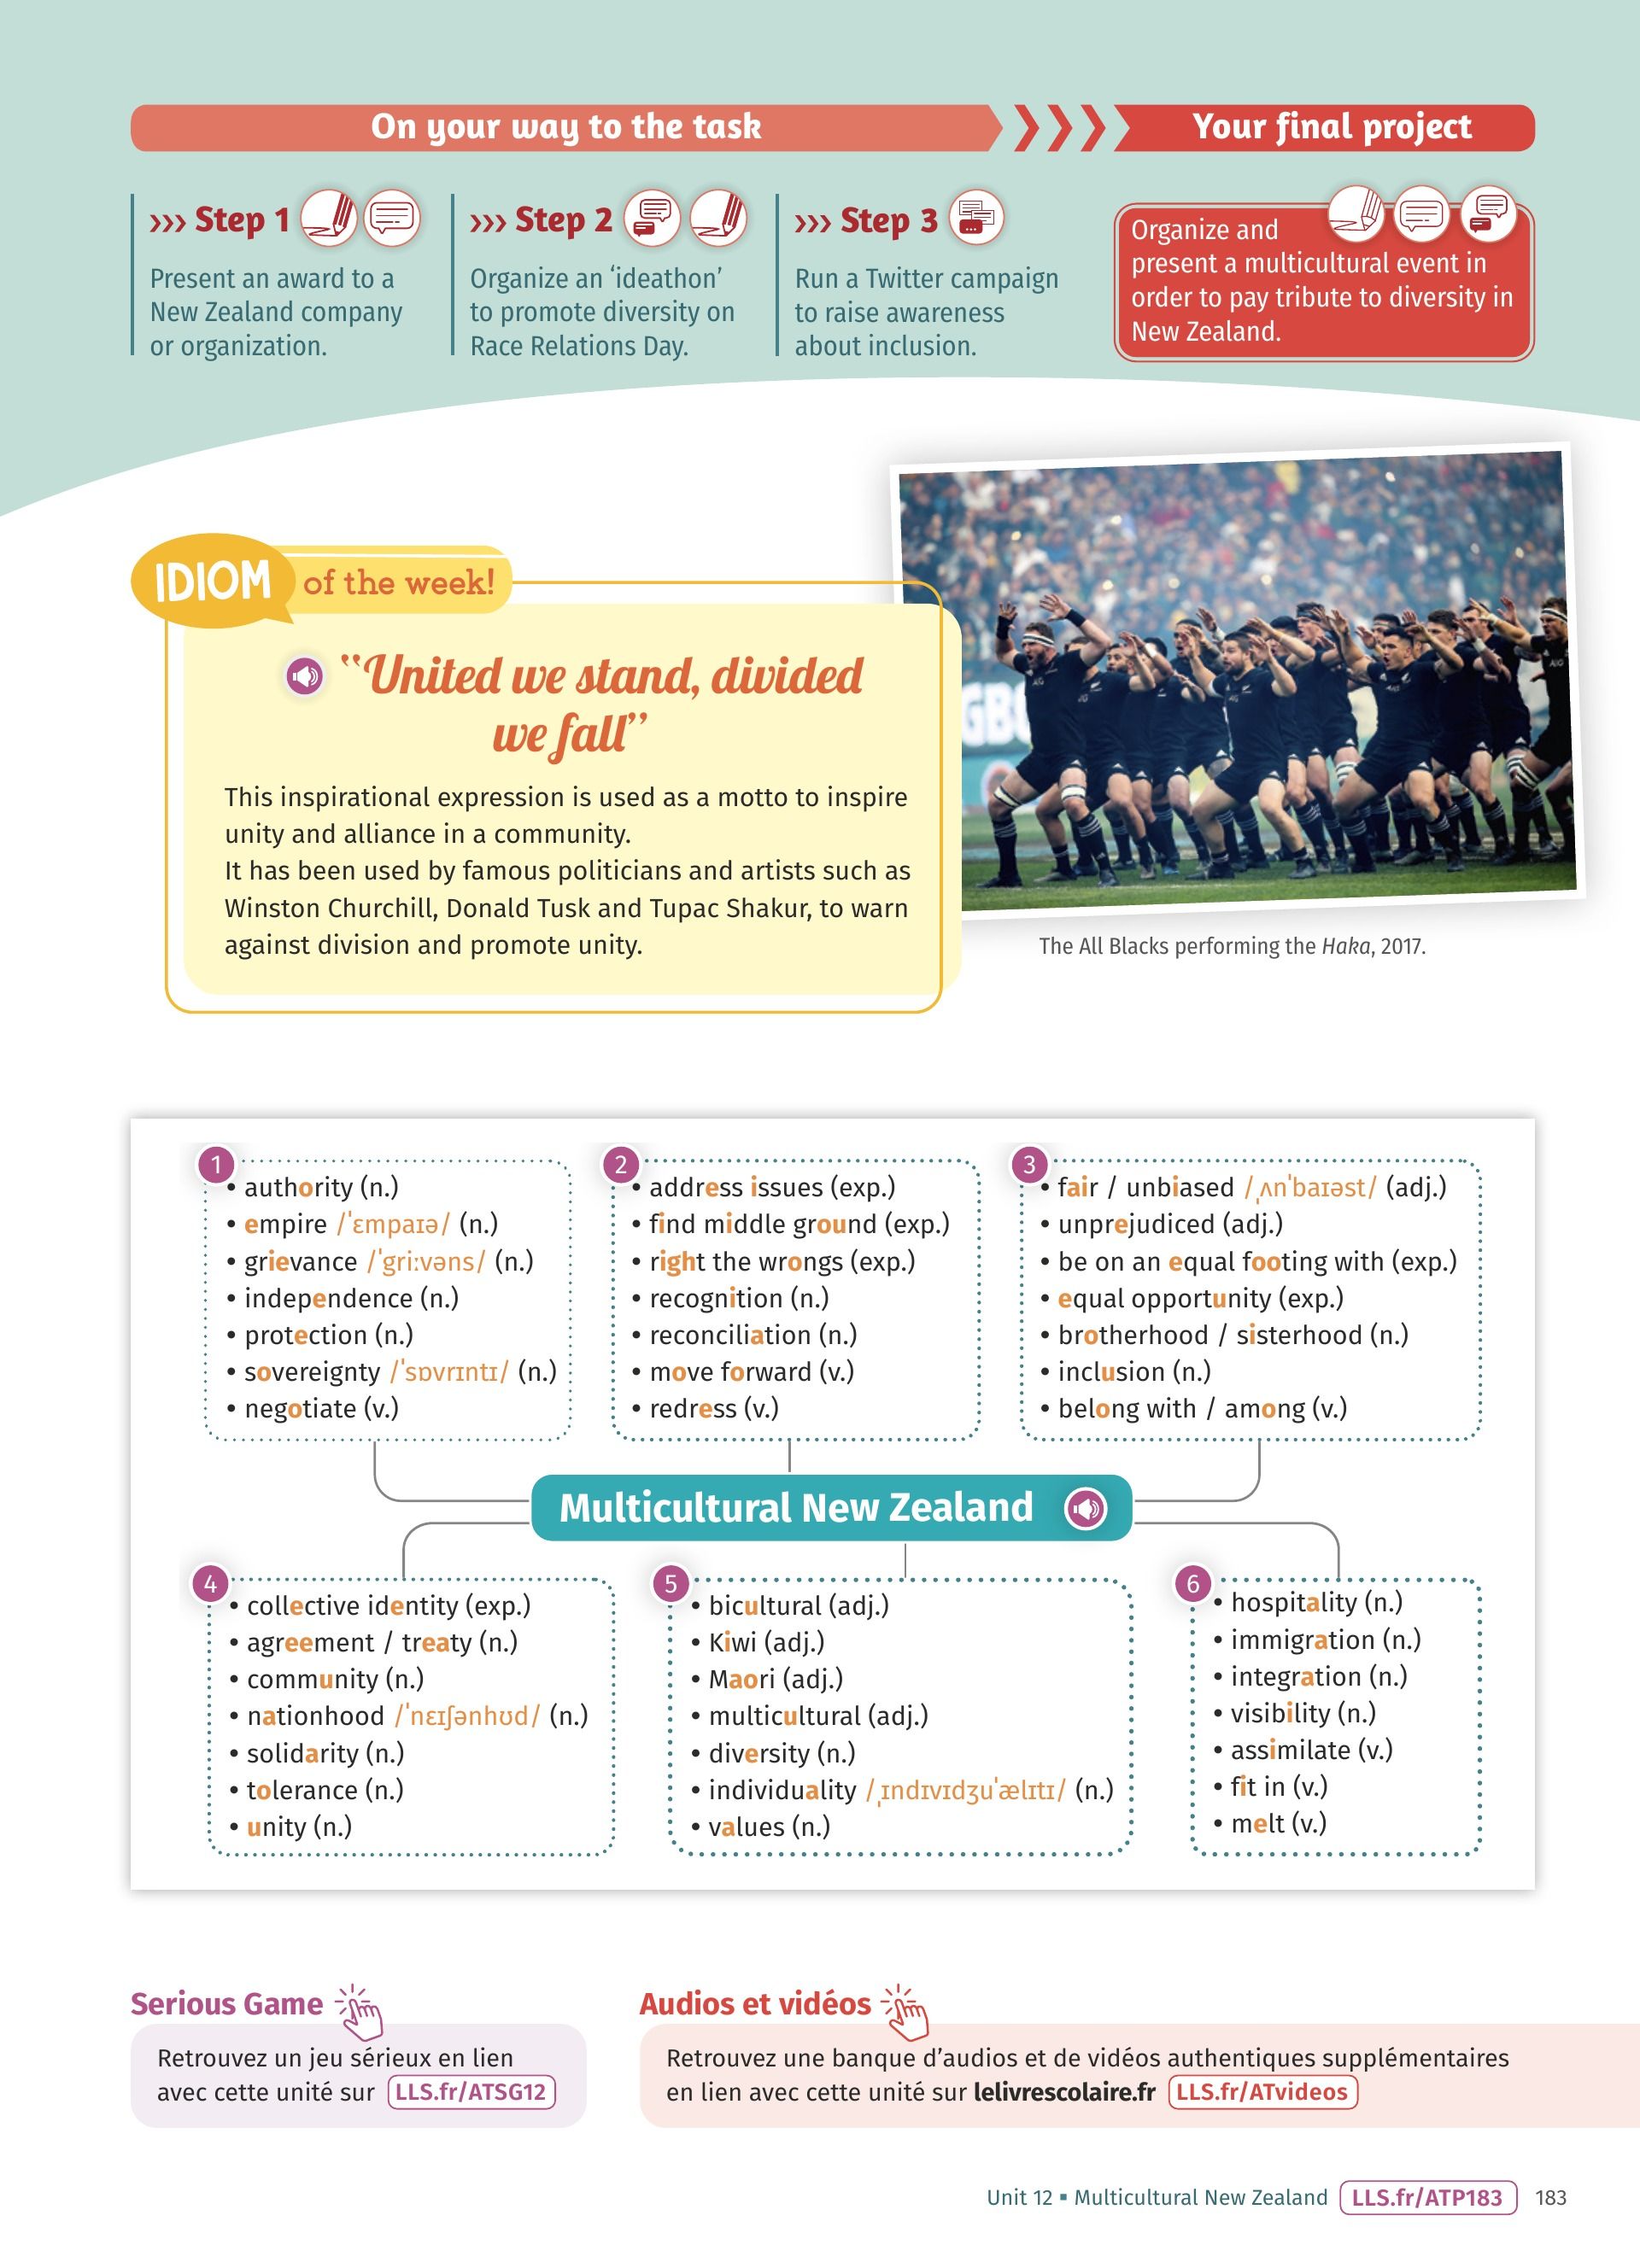 On your way to the task
Your final project
››› Step 1
Present an award to a
New Zealand company
or organization.
››› Step 2
Organize an ‘ideathon’
to promote diversity on
Race Relations Day.
››› Step 3
Run a Twitter campaign
to raise awareness
about inclusion.
Organize and
present a multicultural event in
order to pay tribute to diversity in
New Zealand.
IDIOM of the week!
“United we stand, divided
we fall”
This inspirational expression is used as a motto to inspire
unity and alliance in a community.
It has been used by famous politicians and artists such as
Winston Churchill, Donald Tusk and Tupac Shakur, to warn
against division and promote unity.
The All Blacks performing the Haka, 2017.
1
• authority (n.)
• empire /ˈɛmpaɪə/ (n.)
• grievance /ˈgriːvəns/ (n.)
• independence (n.)
• protection (n.)
• sovereignty /ˈsɒvrɪntɪ/ (n.)
• negotiate (v.)
2
• address issues (exp.)
• find middle ground (exp.)
• right the wrongs (exp.)
• recognition (n.)
• reconciliation (n.)
• move forward (v.)
• redress (v.)
3
• fair / unbiased /ˌʌnˈbaɪəst/ (adj.)
• unprejudiced (adj.)
• be on an equal footing with (exp.)
• equal opportunity (exp.)
• brotherhood / sisterhood (n.)
• inclusion (n.)
• belong with / among (v.)
Multicultural New Zealand
4
• collective identity (exp.)
• agreement / treaty (n.)
• community (n.)
• nationhood /ˈnɛɪʃənhʊd/ (n.)
• solidarity (n.)
• tolerance (n.)
• unity (n.)
5
• bicultural (adj.)
• Kiwi (adj.)
• Maori (adj.)
• multicultural (adj.)
• diversity (n.)
• individuality /ˌɪndɪvɪdʒuˈælɪtɪ/ (n.)
• values (n.)
6
• hospitality (n.)
• immigration (n.)
• integration (n.)
• visibility (n.)
• assimilate (v.)
• fit in (v.)
• melt (v.)
Serious Game
Retrouvez un jeu sérieux en lien
avec cette unité sur LLS.fr/ATSG12
Audios et vidéos
Retrouvez une banque d’audios et de vidéos authentiques supplémentaires
en lien avec cette unité sur lelivrescolaire.fr LLS.fr/ATvideos
Unit 12 ▪ Multicultural New Zealand LLS.fr/ATP183 183